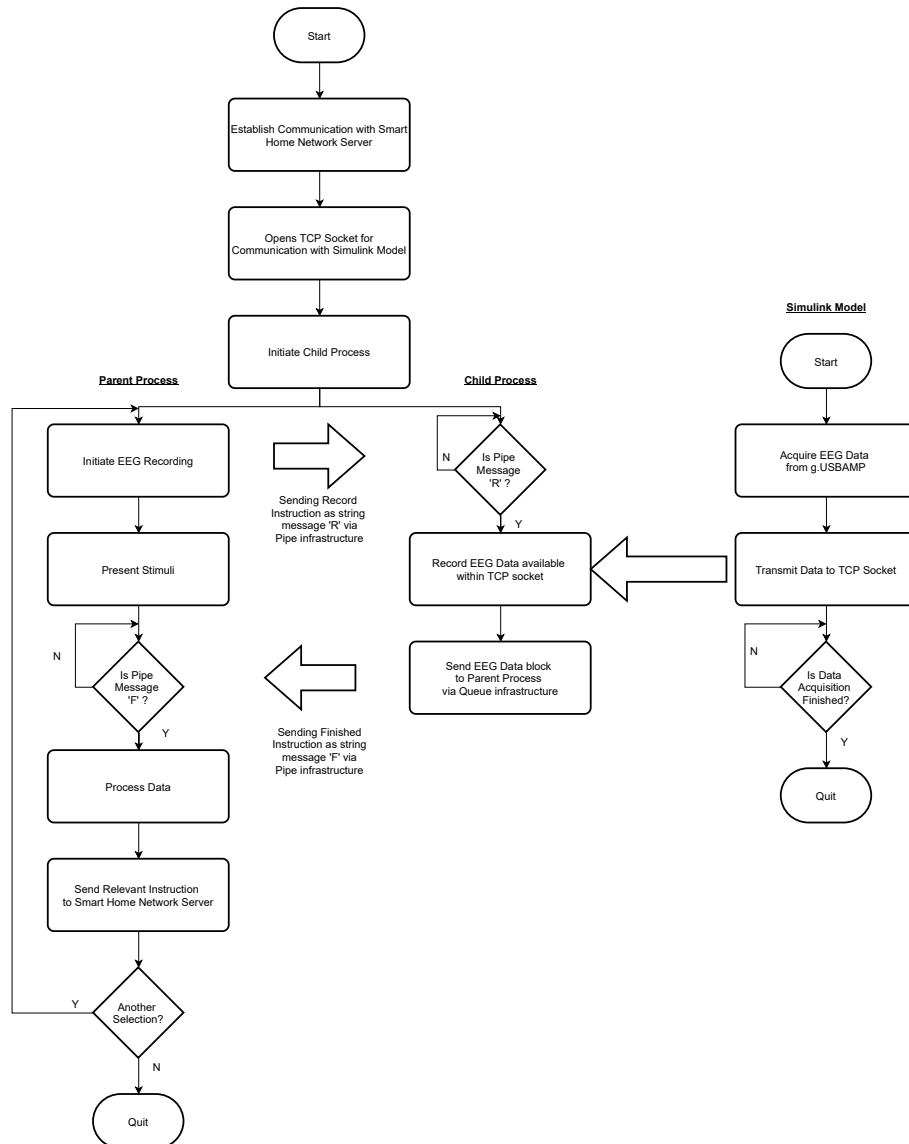 Start
Establish Communication with Smart
Home Network Server
Opens TCP Socket for
Communication with Simulink Model
Initiate Child Process
Parent Process
Initiate EEG Recording
Present Stimuli
N
Is Pipe
Message
'F' ?
Y
Process Data
Send Relevant Instruction
to Smart Home Network Server
Y
Another
Selection?
N
Quit
Sending Record
Instruction as string
message 'R' via
Pipe infrastructure
Sending Finished
Instruction as string
message 'F' via
Pipe infrastructure
Child Process
N
Is Pipe
Message
'R' ?
Y
Record EEG Data available
within TCP socket
Send EEG Data block
to Parent Process
via Queue infrastructure
Simulink Model
Start
Acquire EEG Data
from g.USBAMP
Transmit Data to TCP Socket
N
Is Data
Acquisition
Finished?
Y
Quit